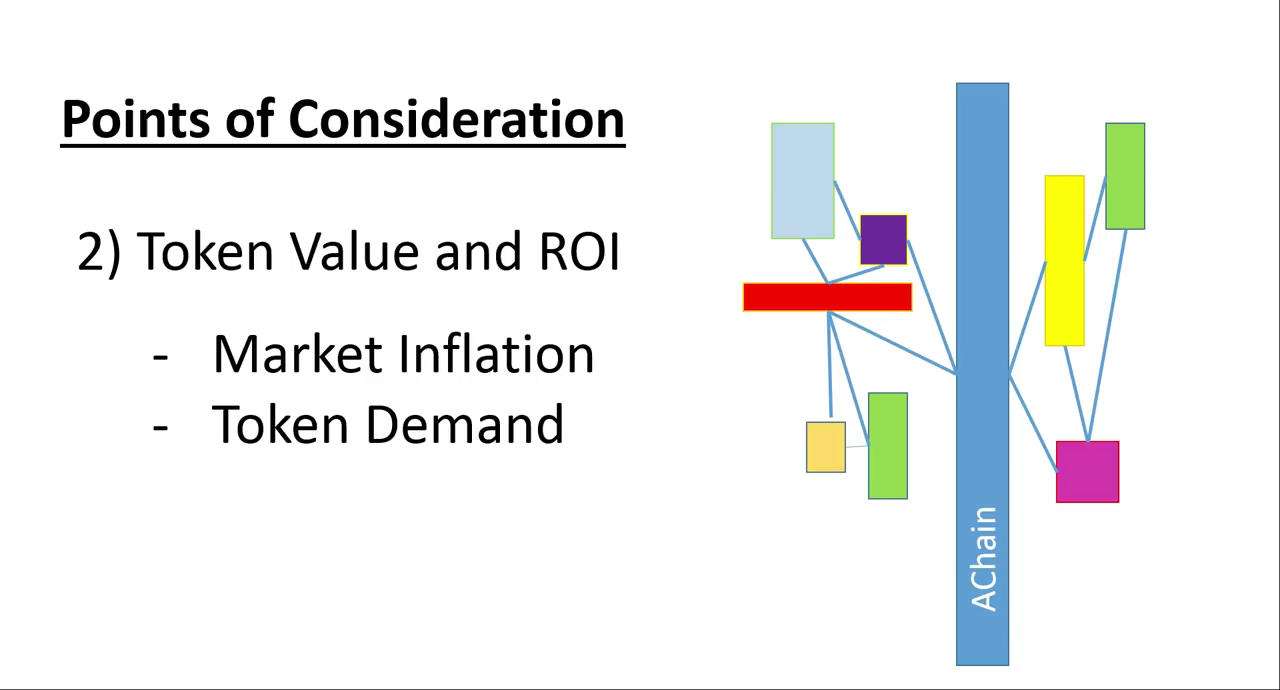 Points of Consideration
2) Token Value and ROI
- Market Inflation
- Token Demand
AChain